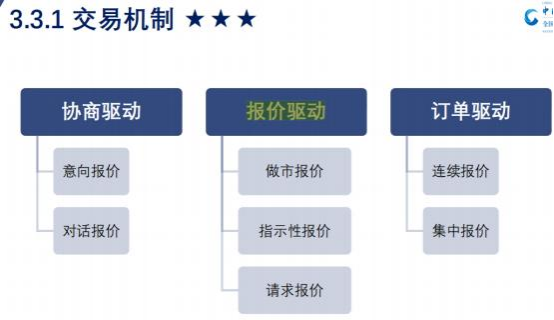 3.3.1 交易机制 ★ ★ ★
协商驱动
意向报价
对话报价
报价驱动
做市报价
指示性报价
请求报价
订单驱动
连续报价
集中报价